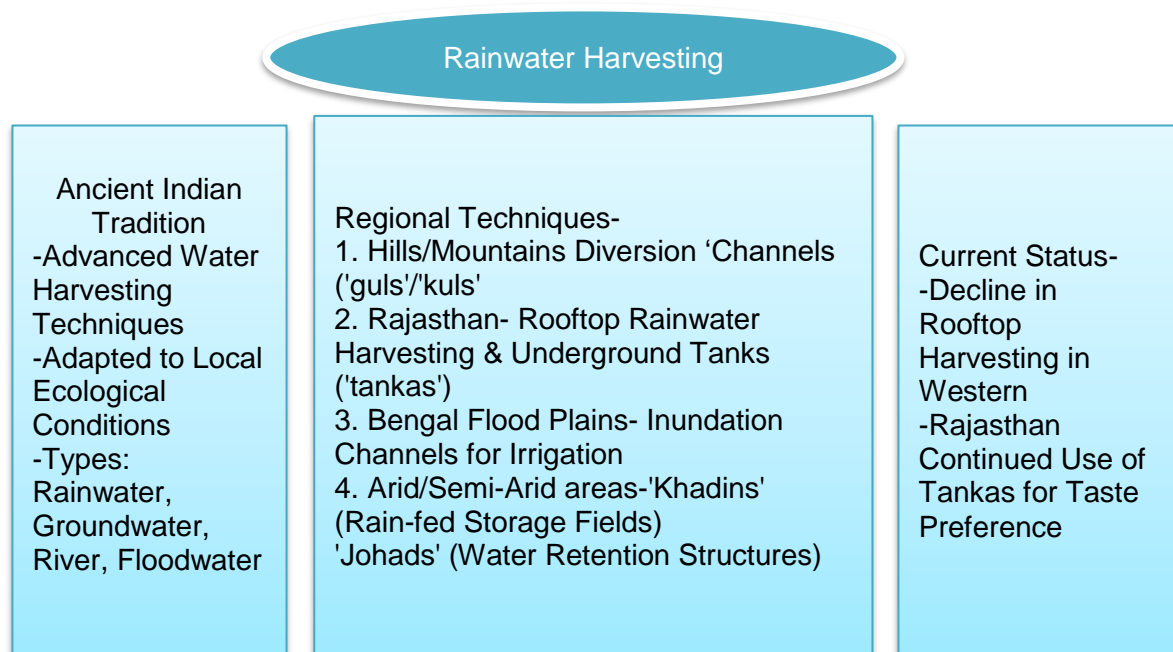 Rainwater Harvesting
Ancient Indian
Tradition
-Advanced Water
Harvesting
Techniques
-Adapted to Local
Ecological
Conditions
-Types:
Rainwater,
Groundwater,
River, Floodwater
Regional Techniques-
1. Hills/Mountains Diversion ‘Channels
('guls'/'kuls'
2. Rajasthan- Rooftop Rainwater
Harvesting & Underground Tanks
('tankas')
3. Bengal Flood Plains- Inundation
Channels for Irrigation
4. Arid/Semi-Arid areas-'Khadins'
(Rain-fed Storage Fields)
'Johads' (Water Retention Structures)
Current Status-
-Decline in
Rooftop
Harvesting in
Western
-Rajasthan
Continued Use of
Tankas for Taste
Preference